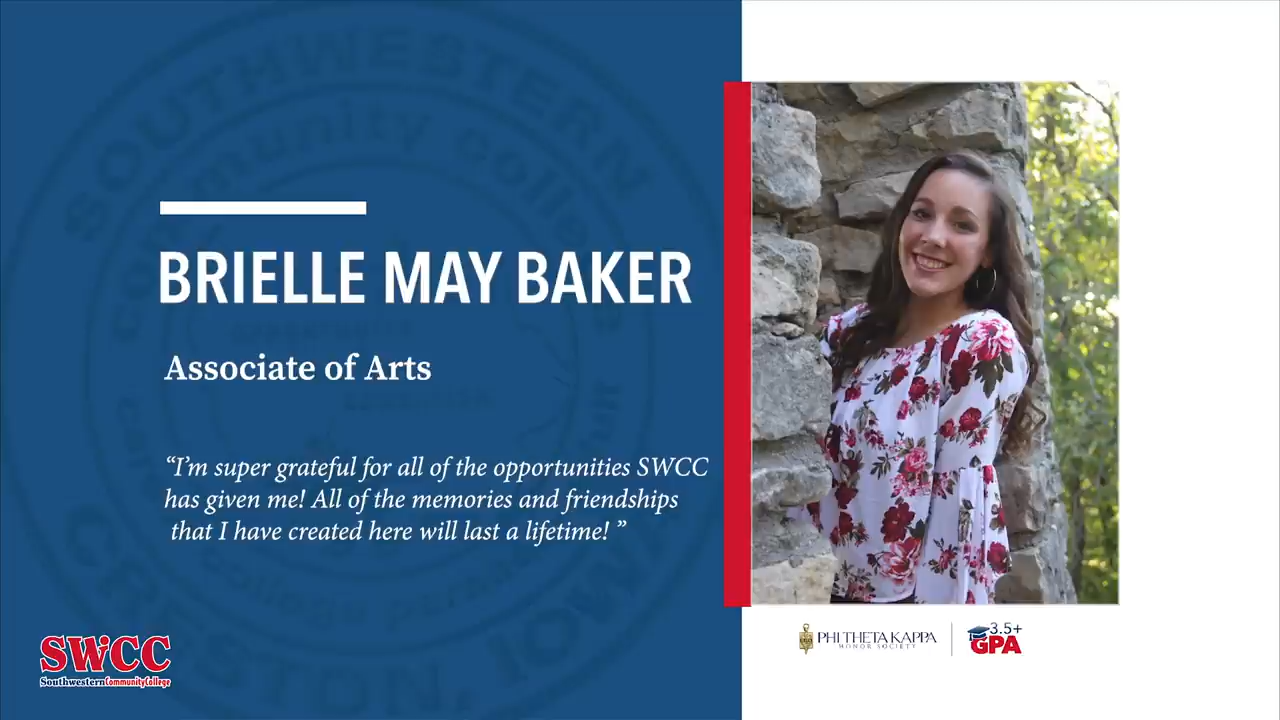 BRIELLE MAY BAKER
Associate of Arts
“I’m super grateful for all of the opportunities SWCC
has given me! All of the memories and friendships
that I have created here will last a lifetime! ”
SWCC
SouthwesternCommunityCollege
PHI THETA KAPPA
HONOR SOCIETY
3.5+
GPA
SOUTHWESTERN
community college